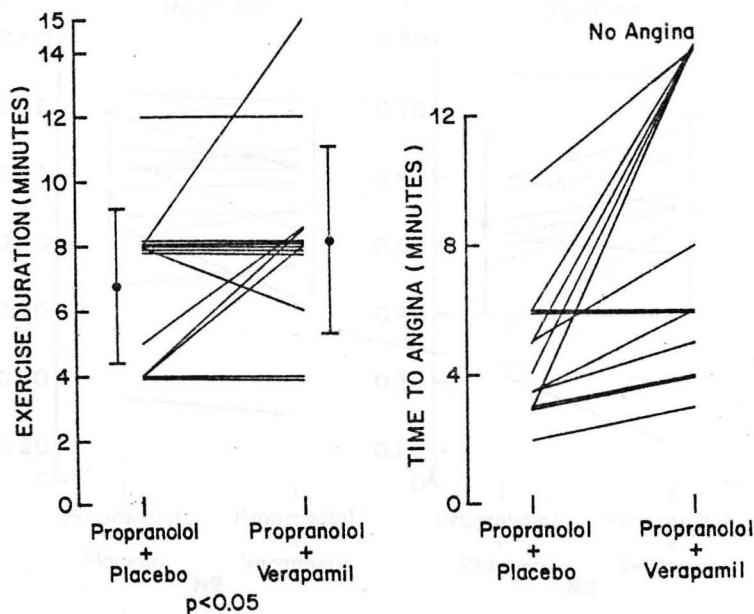 EXERCISE DURATION (MINUTES)
15
14
12
10
8
6
4
2
0
Propranolol
+
Placebo
Propranolol
+
Verapamil
p<0.05
TIME TO ANGINA (MINUTES)
No Angina
12
8
4
0
Propranolol
+
Placebo
Propranolol
+
Verapamil